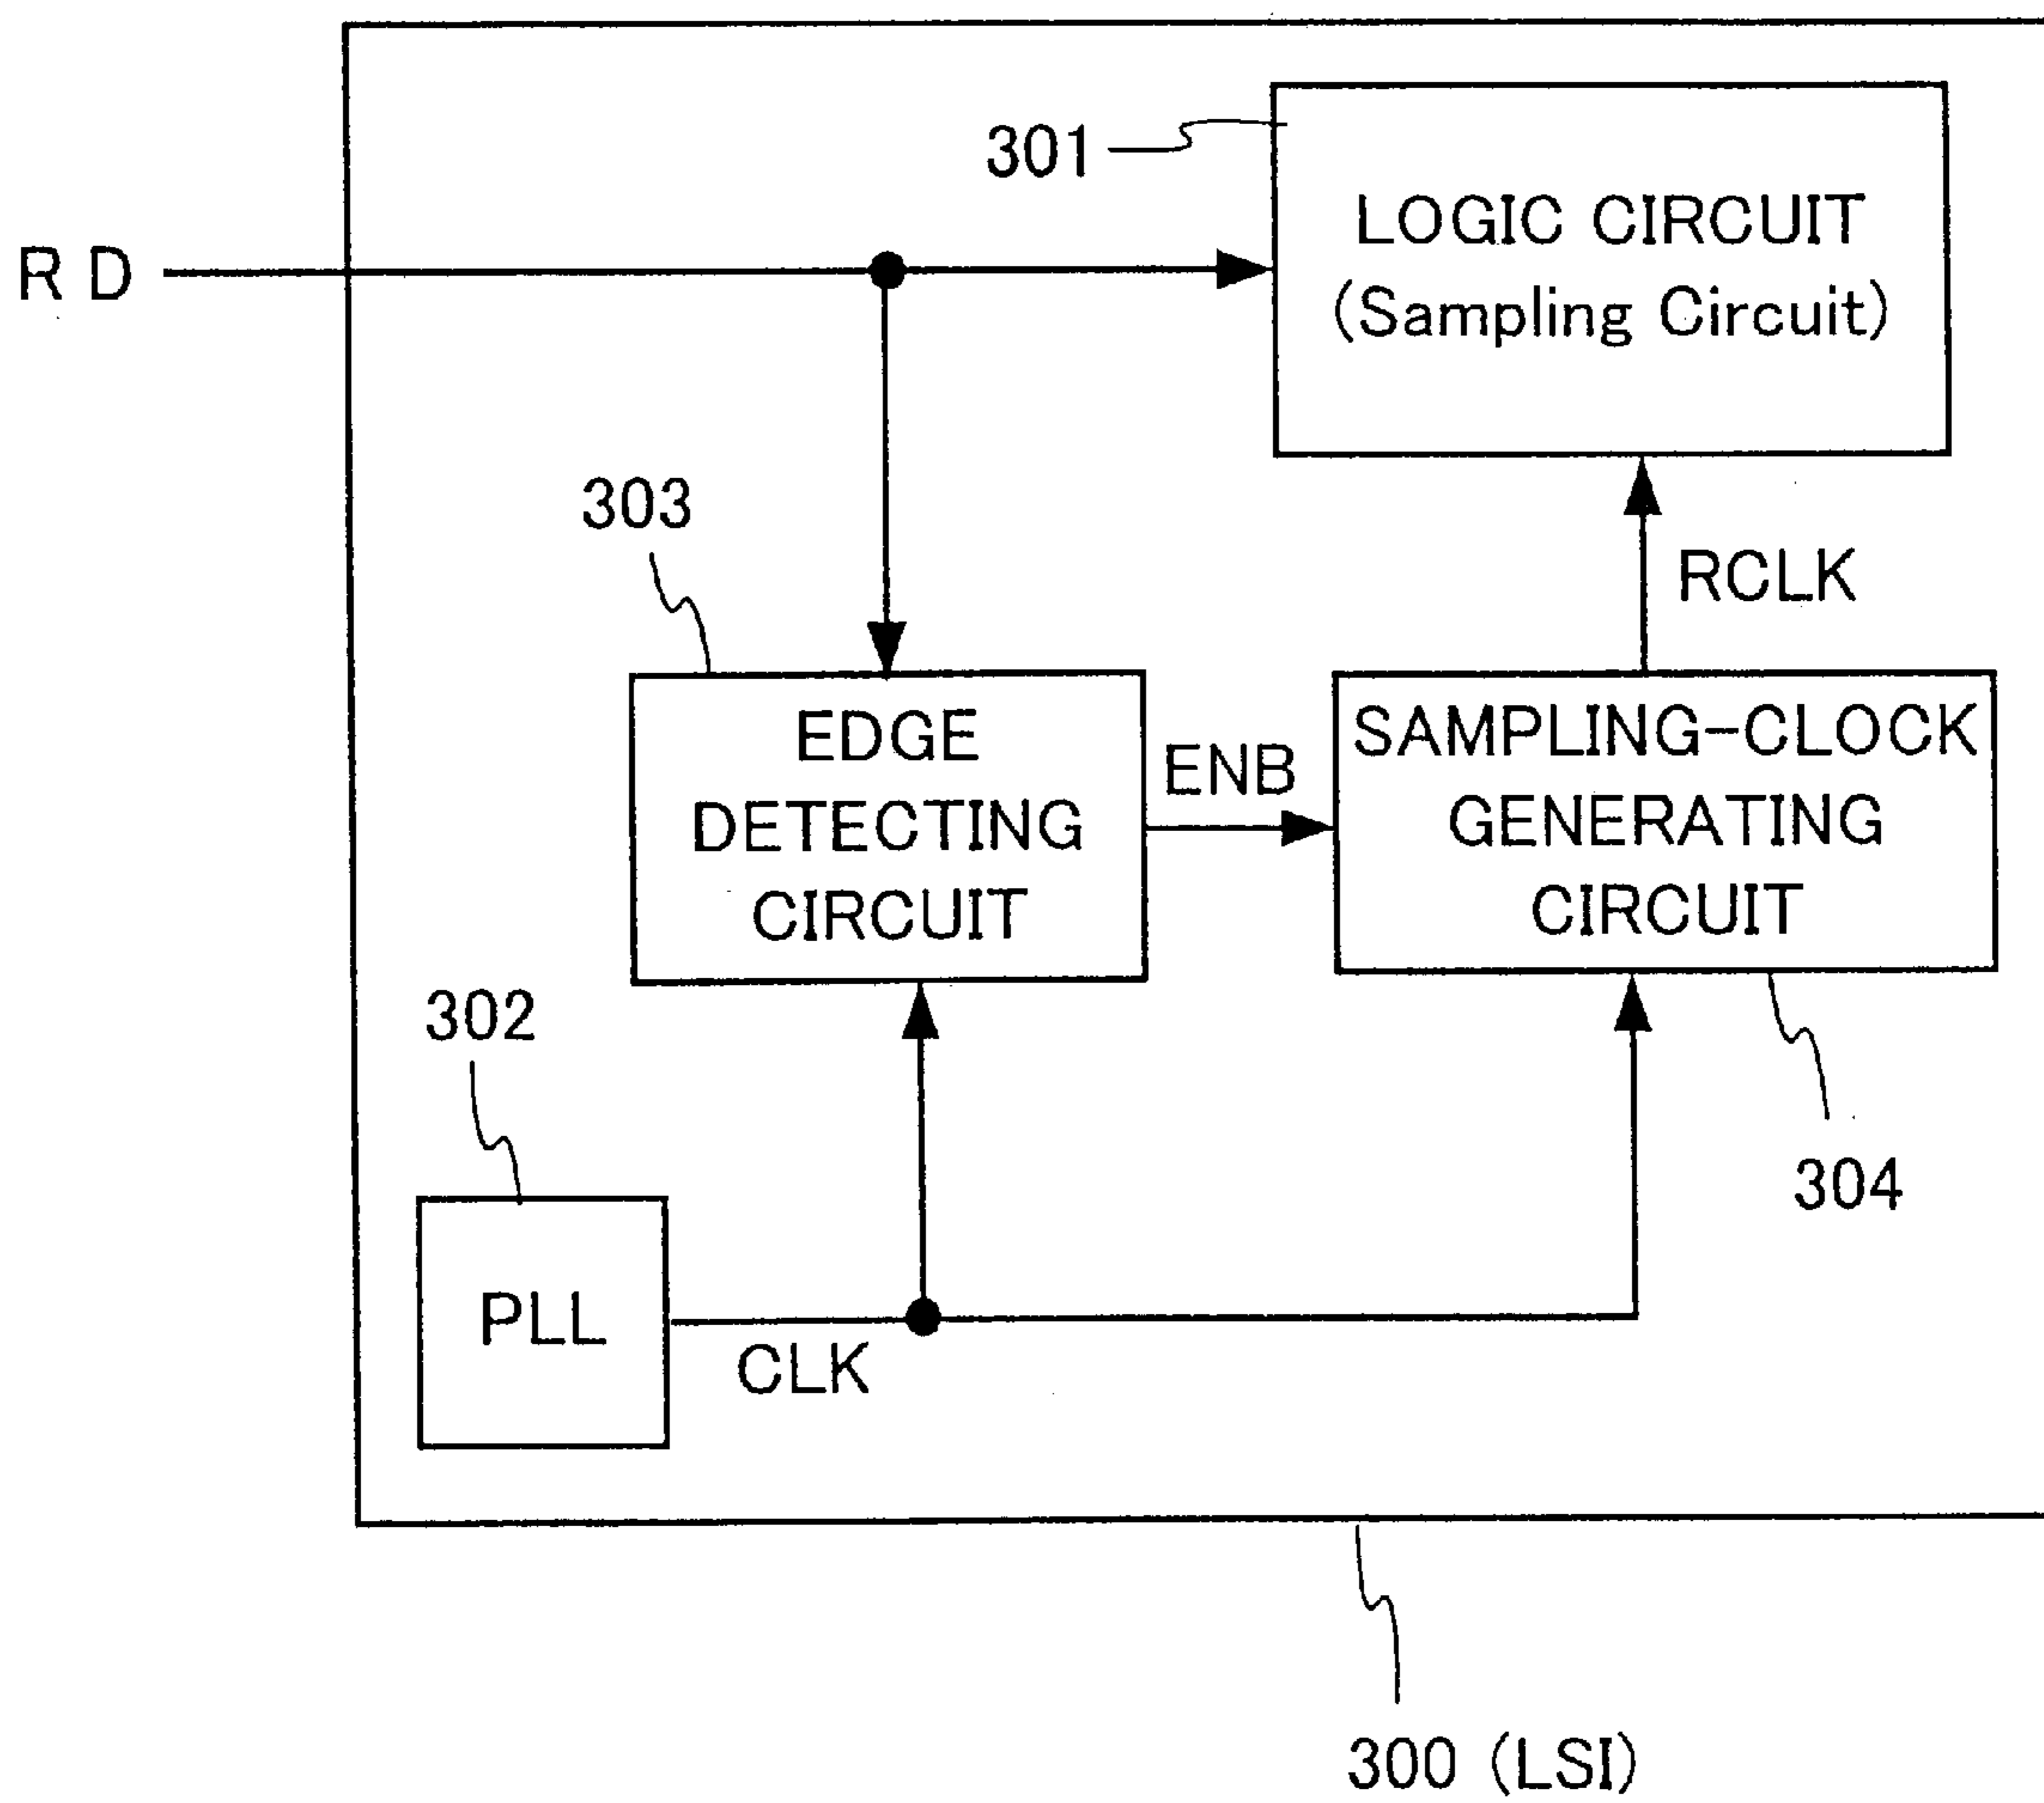 301
LOGIC CIRCUIT
(Sampling Circuit)
R D
303
RCLK
EDGE
DETECTING
CIRCUIT
ENB
SAMPLING-CLOCK
GENERATING
CIRCUIT
302
304
PLL
CLK
300 (LSI)